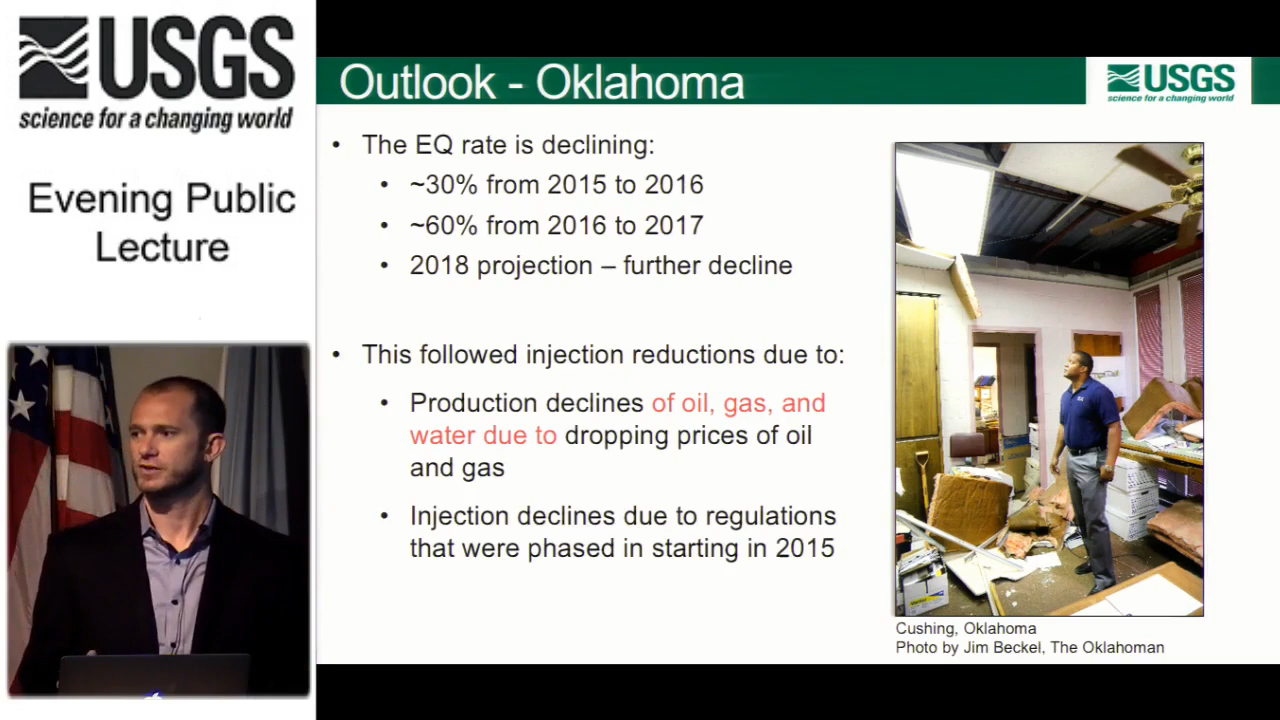 USGS
science for a changing world
Evening Public
Lecture
Outlook - Oklahoma
USGS
science for a changing world
• The EQ rate is declining:
• ~30% from 2015 to 2016
• ~60% from 2016 to 2017
• 2018 projection – further decline
• This followed injection reductions due to:
• Production declines of oil, gas, and
water due to dropping prices of oil
and gas
• Injection declines due to regulations
that were phased in starting in 2015
Cushing, Oklahoma
Photo by Jim Beckel, The Oklahoman